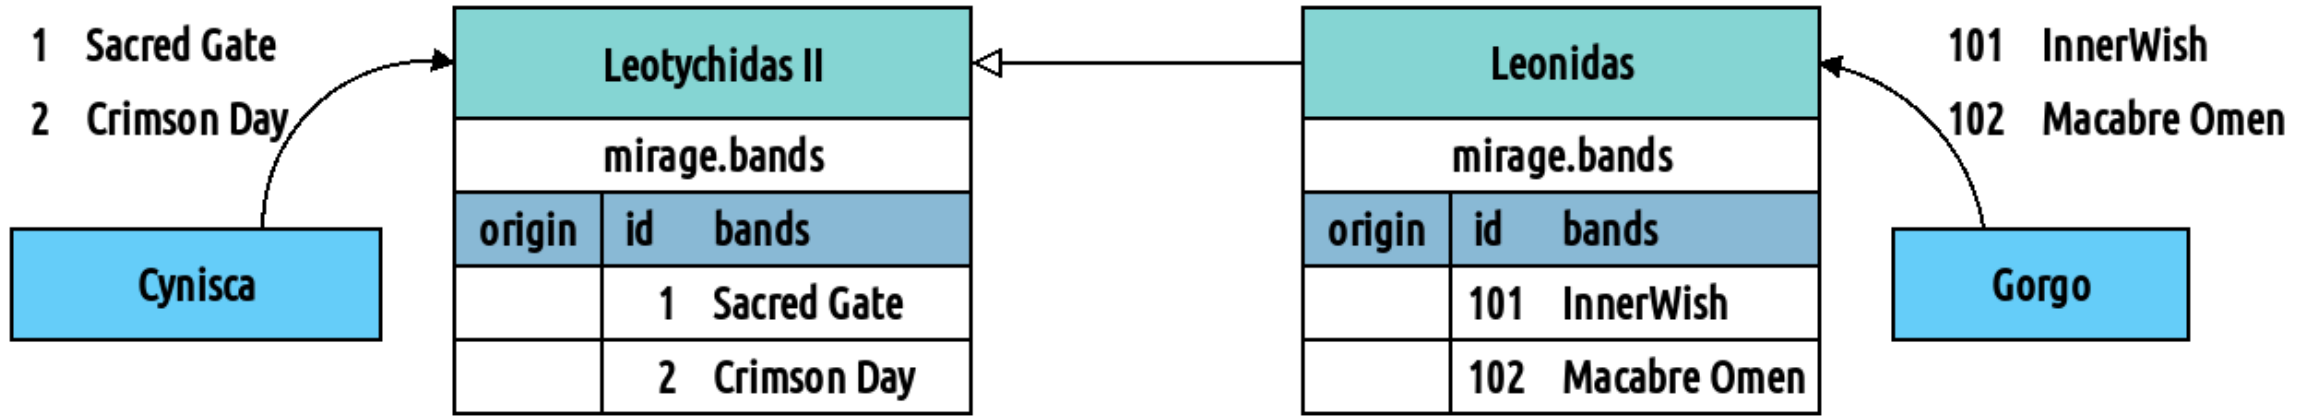 1 Sacred Gate
2 Crimson Day
Cynisca
Leotychidas II
mirage.bands
origin id bands
1 Sacred Gate
2 Crimson Day
Leonidas
mirage.bands
origin id bands
101 InnerWish
102 Macabre Omen
101 InnerWish
102 Macabre Omen
Gorgo